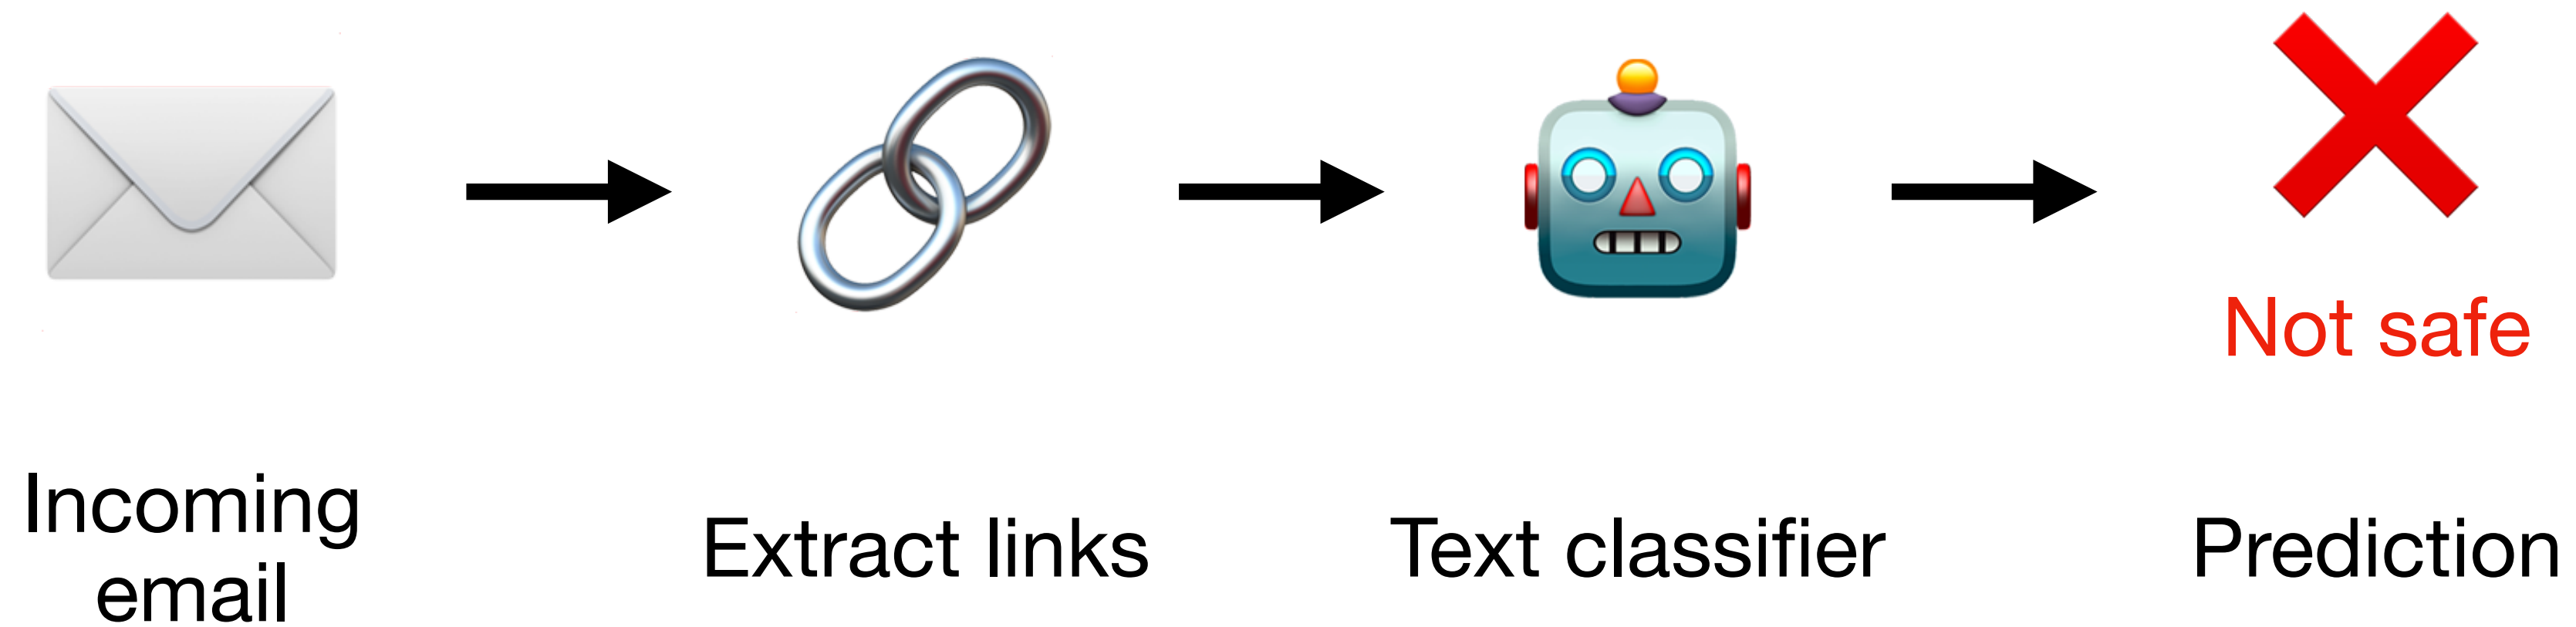 Not safe
Incoming
email
Extract links
Text classifier
Prediction